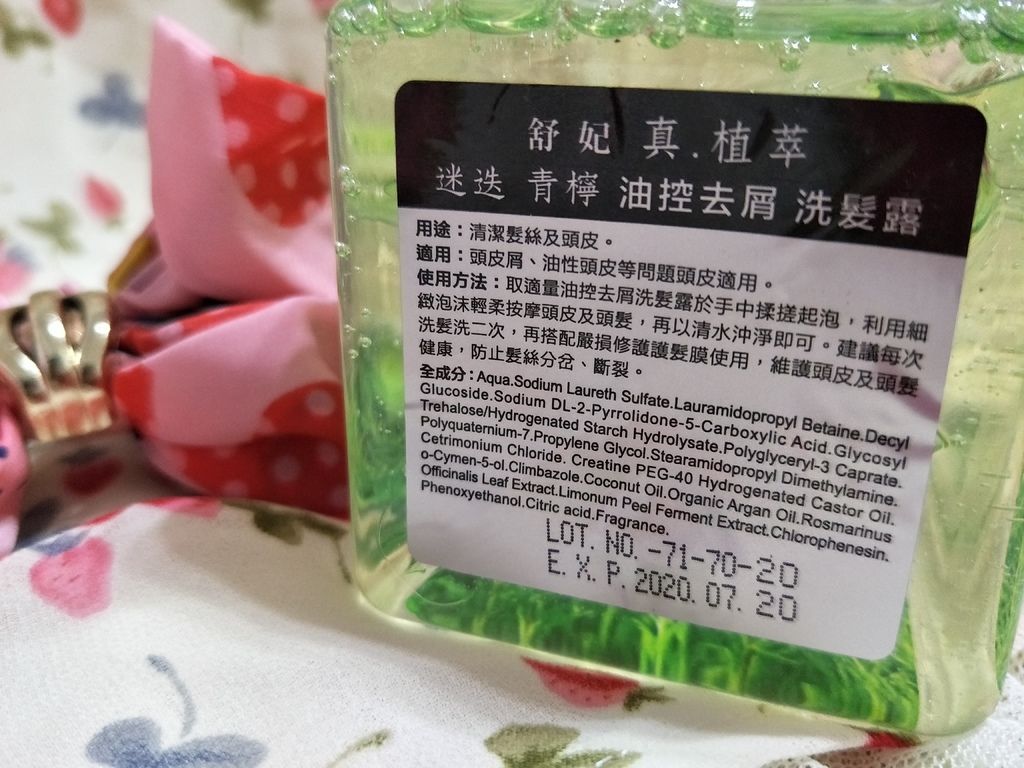 舒妃 真.植萃
迷迭 青檸 油控去屑 洗髮露
用途：清潔髮絲及頭皮。
適用：頭皮屑、油性頭皮等問題頭皮適用。
使用方法：取適量油控去屑洗髮露於手中揉搓起泡，利用細
緻泡沫輕柔按摩頭皮及頭髮，再以清水沖淨即可。建議每次
洗髮洗二次，再搭配嚴損修護護髮膜使用，維護頭皮及頭髮
健康，防止髮絲分岔、斷裂。
全成分：Aqua.Sodium Laureth Sulfate.Lauramidopropyl Betaine.Decyl
Glucoside.Sodium DL-2-Pyrrolidone-5-Carboxylic Acid.Glycosyl
Trehalose/Hydrogenated Starch Hydrolysate.Polyglyceryl-3 Caprate.
Polyquaternium-7.Propylene Glycol.Stearamidopropyl Dimethylamine.
Cetrimonium Chloride. Creatine PEG-40 Hydrogenated Castor Oil.
o-Cymen-5-ol.Climbazole.Coconut Oil.Organic Argan Oil.Rosmarinus
Officinalis Leaf Extract.Limonum Peel Ferment Extract.Chlorophenesin.
Phenoxyethanol.Citric acid.Fragrance.
LOT. NO. -71-70-20
E. X. P. 2020. 07. 20